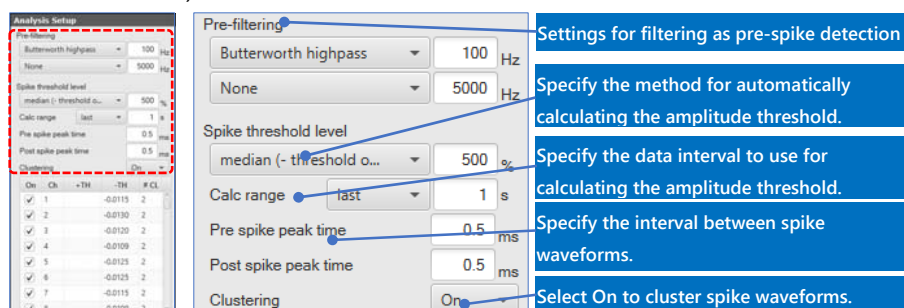 Analysis Setup
Pre-filtering
Butterworth highpass 100 Hz
None 5000 Hz
Spike threshold level
median (- threshold o... 500 %
Calc range last 1 s
Pre spike peak time 0.5 ms
Post spike peak time 0.5 ms
Clustering On
On Ch +TH -TH # CL
1 -0.0115 2
2 -0.0130 2
3 -0.0120 2
4 -0.0109 2
5 -0.0125 2
6 -0.0125 2
7 -0.0115 2
Pre-filtering
Butterworth highpass 100 Hz
None 5000 Hz
Spike threshold level
median (- threshold o... 500 %
Calc range last 1 s
Pre spike peak time 0.5 ms
Post spike peak time 0.5 ms
Clustering On
Settings for filtering as pre-spike detection
Specify the method for automatically
calculating the amplitude threshold.
Specify the data interval to use for
calculating the amplitude threshold.
Specify the interval between spike
waveforms.
Select On to cluster spike waveforms.